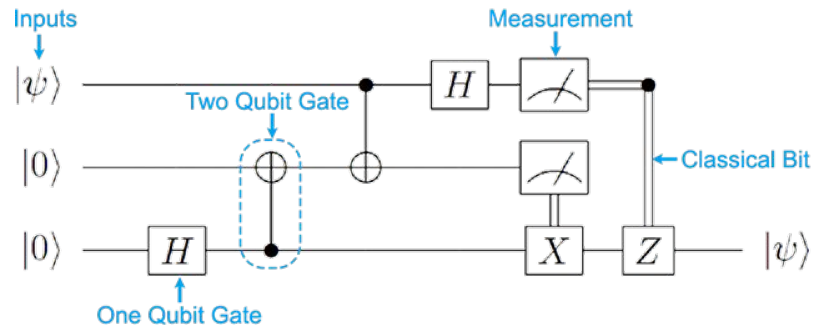 Inputs
Measurement
|ψ⟩
H
Two Qubit Gate
|0⟩
Classical Bit
|0⟩
H
X
Z
|ψ⟩
One Qubit Gate